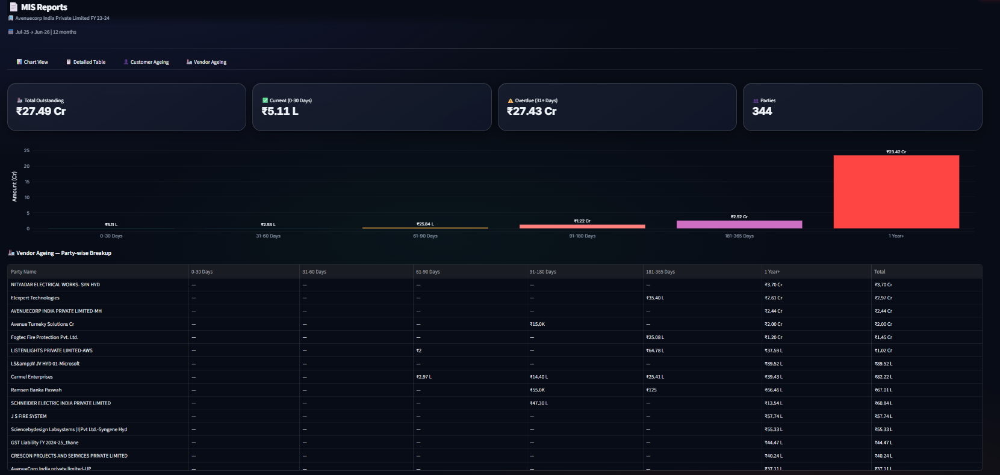 MIS Reports
Avenuecorp India Private Limited FY 23-24
Jul-25 → Jun-26 | 12 months
Chart View Detailed Table Customer Ageing Vendor Ageing
Total Outstanding
₹27.49 Cr
Current (0-30 Days)
₹5.11 L
Overdue (31+ Days)
₹27.43 Cr
Parties
344
Amount (Cr)
25
20
15
10
5
0
₹5.11 L
₹2.53 L
₹25.84 L
₹1.22 Cr
₹2.52 Cr
₹23.42 Cr
0-30 Days 31-60 Days 61-90 Days 91-180 Days 181-365 Days 1 Year+
Vendor Ageing — Party-wise Breakup
Party Name 0-30 Days 31-60 Days 61-90 Days 91-180 Days 181-365 Days 1 Year+ Total
NITYADAR ELECTRICAL WORKS- SYN HYD — — — — — ₹3.70 Cr ₹3.70 Cr
Elexpert Technologies — — — — ₹35.40 L ₹2.61 Cr ₹2.97 Cr
AVENUECORP INDIA PRIVATE LIMITED-MH — — — — — ₹2.44 Cr ₹2.44 Cr
Avenue Turneky Solutions Cr — — — ₹15.0K — ₹2.00 Cr ₹2.00 Cr
Fogtec Fire Protection Pvt. Ltd. — — — — ₹25.08 L ₹1.20 Cr ₹1.45 Cr
LISTENLIGHTS PRIVATE LIMITED-AWS — — ₹2 — ₹64.78 L ₹37.59 L ₹1.02 Cr
LS&amp;W JV HYD 01-Microsoft — — — — — ₹89.52 L ₹89.52 L
Carmel Enterprises — — ₹2.97 L ₹14.40 L ₹25.41 L ₹39.43 L ₹82.22 L
Ramsen Banka Paswah — — — ₹55.0K ₹125 ₹66.46 L ₹67.01 L
SCHNEIDER ELECTRIC INDIA PRIVATE LIMITED — — — ₹47.30 L — ₹13.54 L ₹60.84 L
J S FIRE SYSTEM — — — — — ₹57.74 L ₹57.74 L
Sciencebydesign Labsystems (I)Pvt Ltd.-Syngene Hyd — — — — — ₹55.33 L ₹55.33 L
GST Liability FY 2024-25_thane — — — — — ₹44.47 L ₹44.47 L
CRESCON PROJECTS AND SERVICES PRIVATE LIMITED — — — — — ₹40.24 L ₹40.24 L
AvenueCorp India private limited-UP — — — — — ₹37.11 L ₹37.11 L